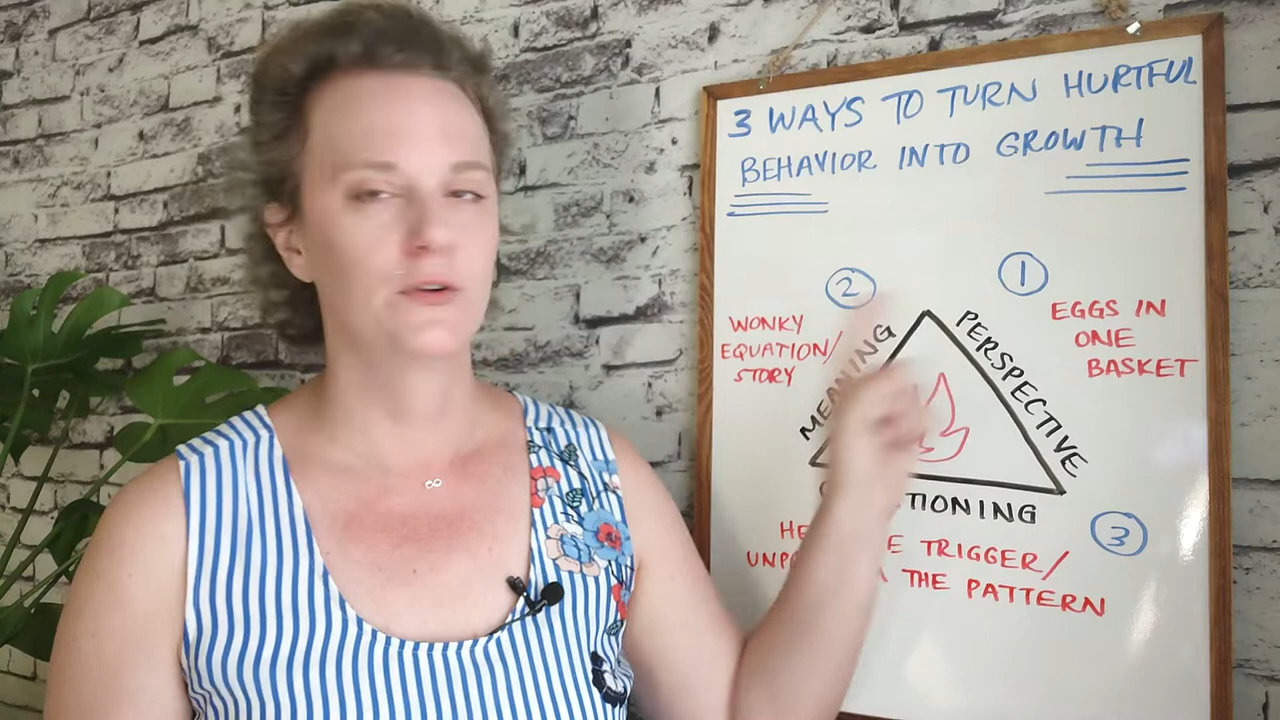 3 WAYS TO TURN HURTFUL
BEHAVIOR INTO GROWTH
1
PERSPECTIVE
EGGS IN
ONE
BASKET
2
WONKY
EQUATION/
STORY
3
TRIGGER/
THE PATTERN